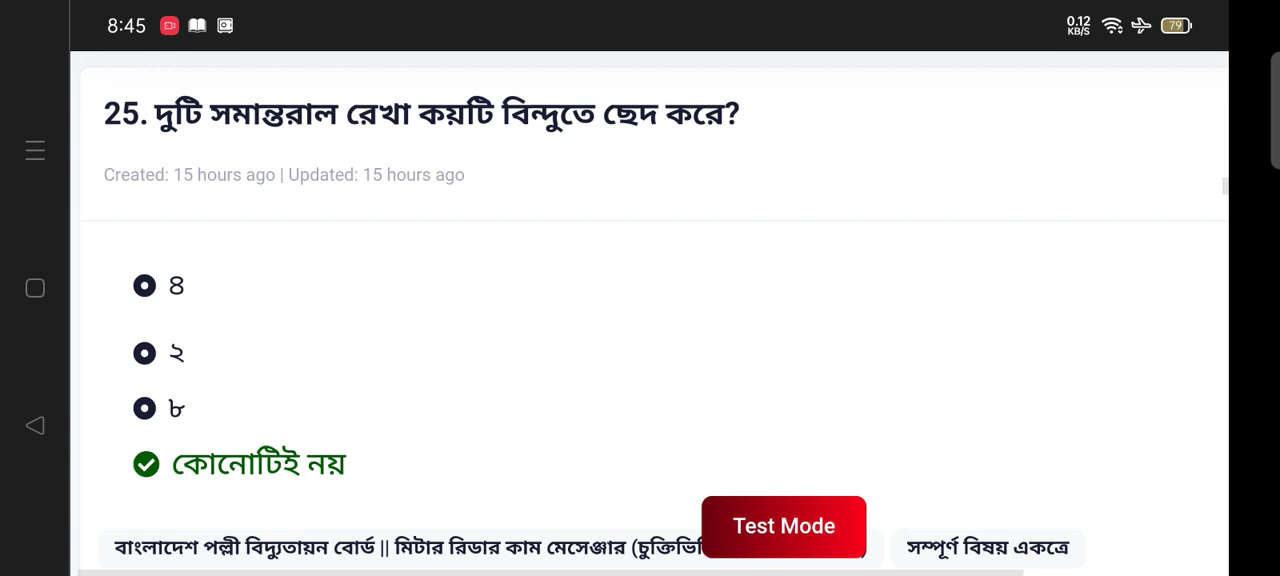 8:45
0.12
KB/S
79
25. দুটি সমান্তরাল রেখা কয়টি বিন্দুতে ছেদ করে?
Created: 15 hours ago | Updated: 15 hours ago
৪
২
৮
কোনোটিই নয়
Test Mode
বাংলাদেশ পল্লী বিদ্যুতায়ন বোর্ড || মিটার রিডার কাম মেসেঞ্জার
সম্পূর্ণ বিষয় একত্রে